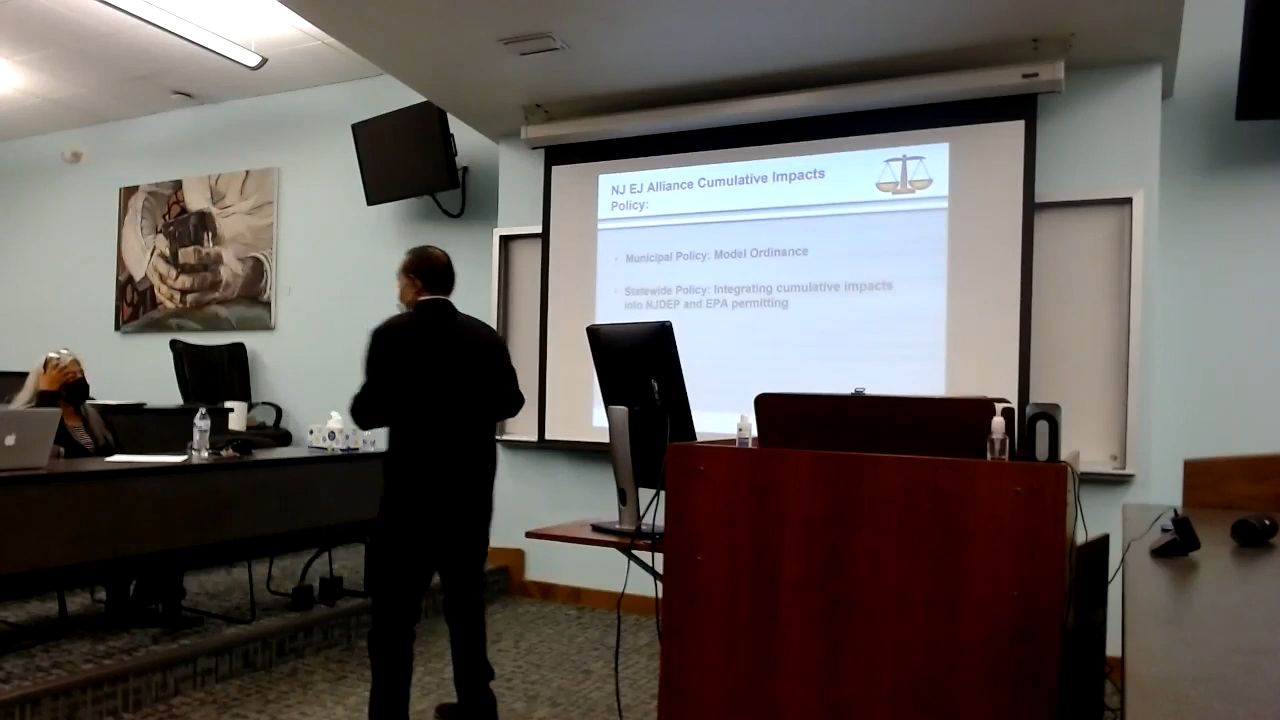 NJ EJ Alliance Cumulative Impacts
Policy:
Municipal Policy: Model Ordinance
Statewide Policy: Integrating cumulative impacts
into NJDEP and EPA permitting